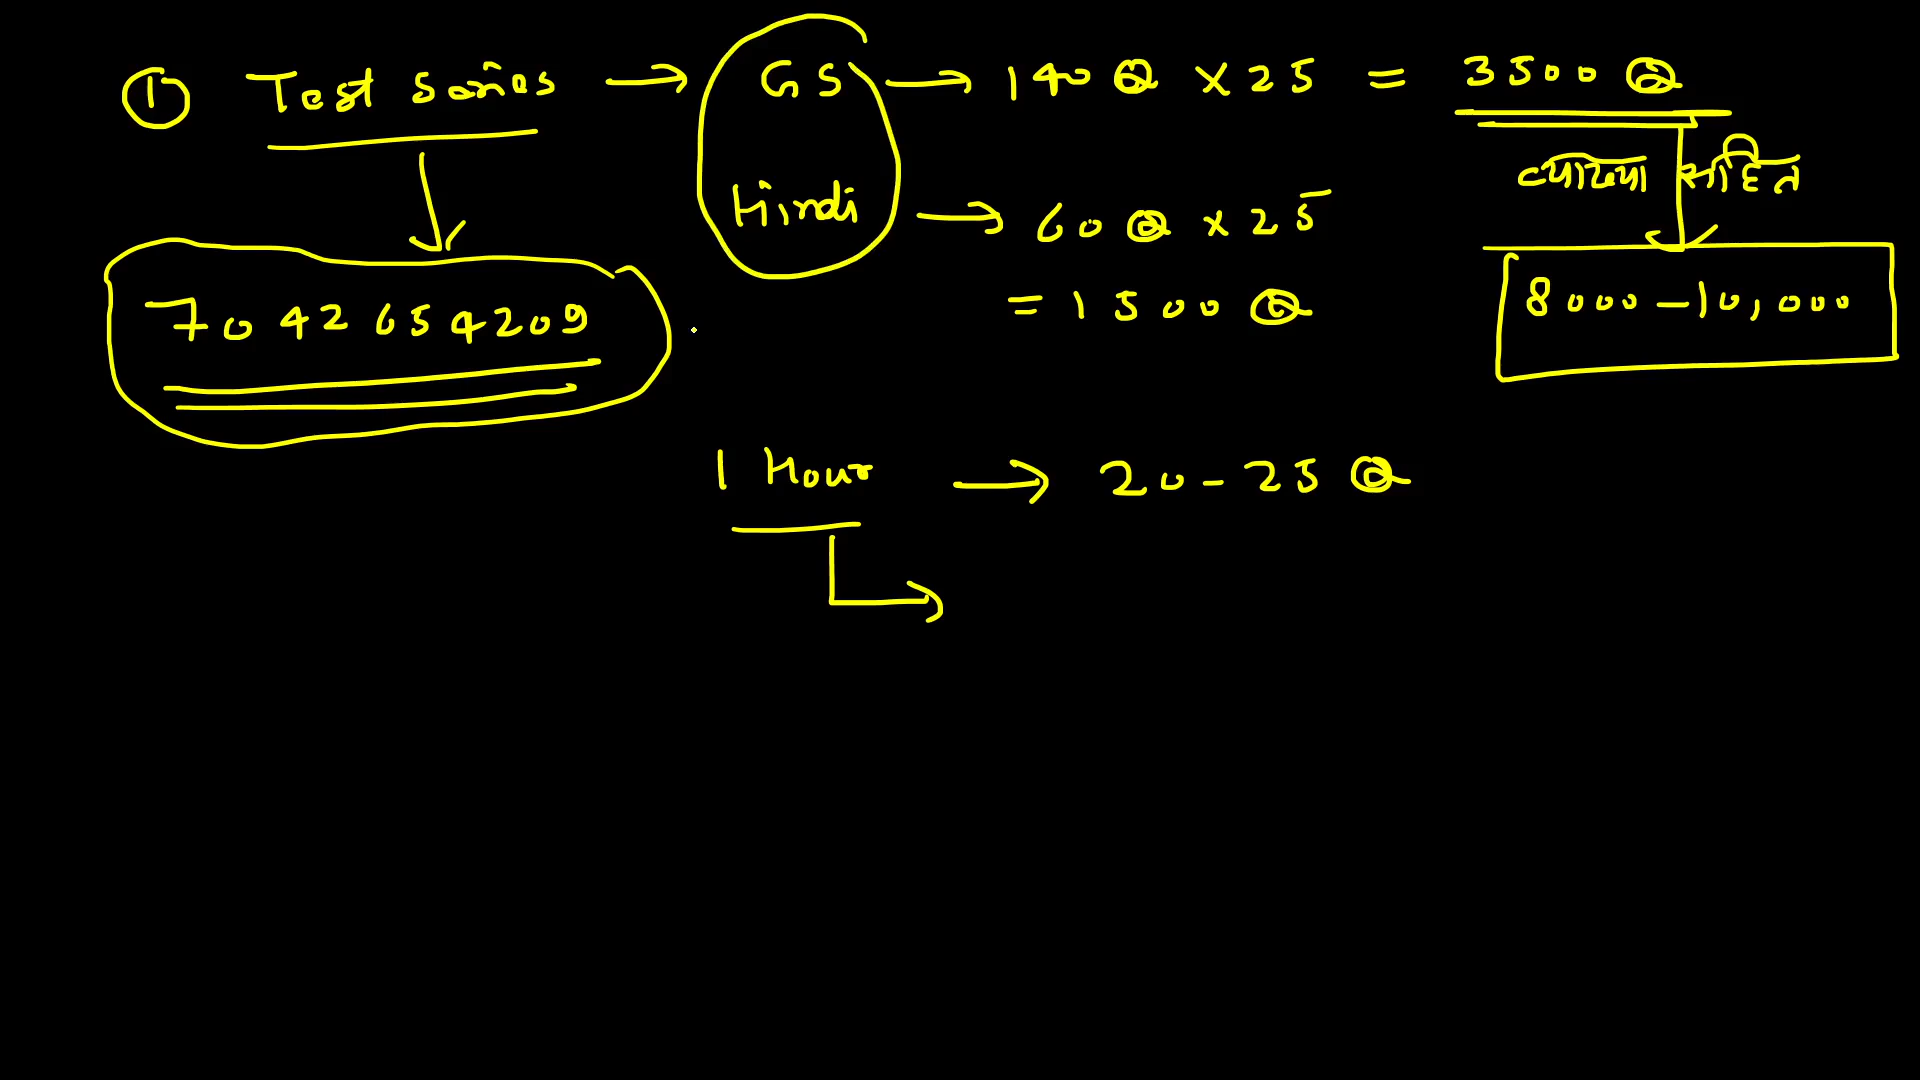 ① Test Series → GS → 140 Q × 25 = 3500 Q
व्याख्या सहित
Hindi → 60 Q × 25
= 1500 Q
8000 – 10,000
7042654209
1 Hour → 20 - 25 Q